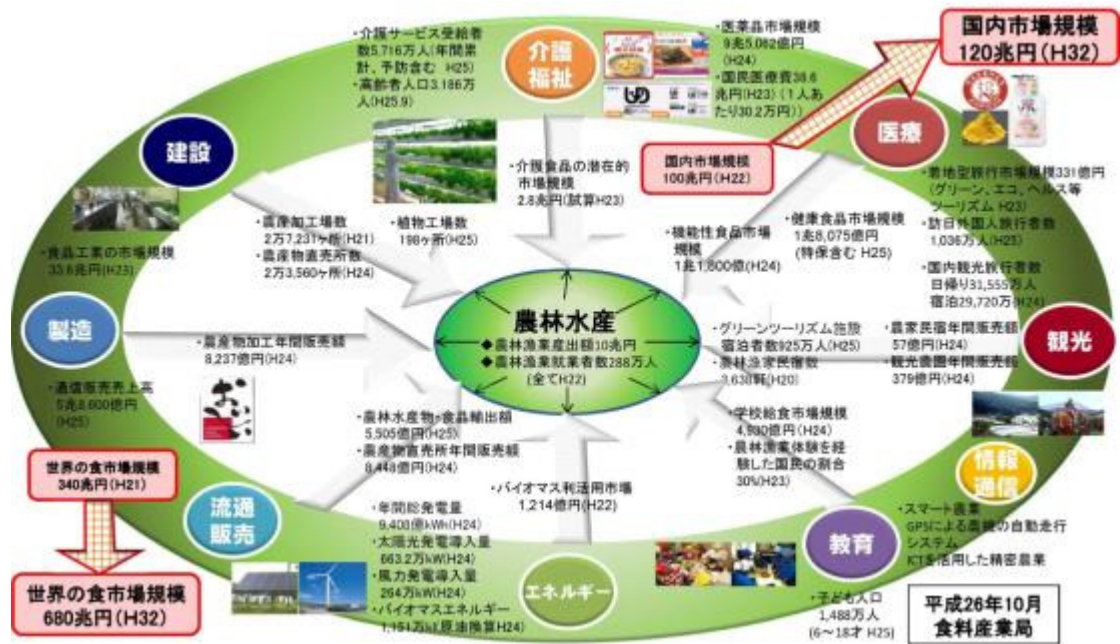 ・介護サービス受給者
数5,716万人(年間累
計、予防含む H25)
・高齢者人口3,186万
人(H25.9)
介護
福祉
・医薬品市場規模
9兆5,062億円
(H24)
・国民医療費38.6
兆円(H23)(1人あ
たり30.2万円))
国内市場規模
120兆円(H32)
建設
医療
国内市場規模
100兆円(H22)
・介護食品の潜在的
市場規模
2.8兆円(試算H23)
・着地型旅行市場規模331億円
(グリーン、エコ、ヘルス等
ツーリズム H23)
・訪日外国人旅行者数
1,036万人(H25)
・国内観光旅行者数
日帰り31,555万人
宿泊29,720万(H24)
・農産加工場数
2万7,231ヶ所(H21)
・農産物直売所数
2万3,560ヶ所(H24)
・植物工場数
198ヶ所(H25)
・機能性食品市場
規模
・健康食品市場規模
1兆8,075億円
(特保含む H25)
・食品工業の市場規模
33.6兆円(H23)
製造
農林水産
◆農林漁業産出額10兆円
◆農林漁業就業者数288万人
(全てH22)
・グリーンツーリズム施設
宿泊者数925万人(H25)
・農林漁家民宿数
・農家民宿年間販売額
57億円(H24)
・観光農園年間販売額
379億円(H24)
観光
・農産物加工年間販売額
8,237億円(H24)
・通信販売売上高
5兆8,600億円
(H25)
・農林水産物・食品輸出額
5,505億円(H25)
・農産物直売所年間販売額
8,448億円(H24)
・学校給食市場規模
4,930億円(H24)
・農林漁業体験を経
験した国民の割合
30%(H23)
世界の食市場規模
340兆円(H21)
流通
販売
・バイオマス利活用市場
1,214億円(H22)
情報
通信
・スマート農業
GPSによる農機の自動走行
システム
ICTを活用した精密農業
・年間総発電量
9,408億kWh(H24)
・太陽光発電導入量
663.2万kW(H24)
・風力発電導入量
264万kW(H24)
・バイオマスエネルギー
エネルギー
教育
・子ども人口
1,488万人
(6～18才 H25)
世界の食市場規模
680兆円(H32)
平成26年10月
食料産業局